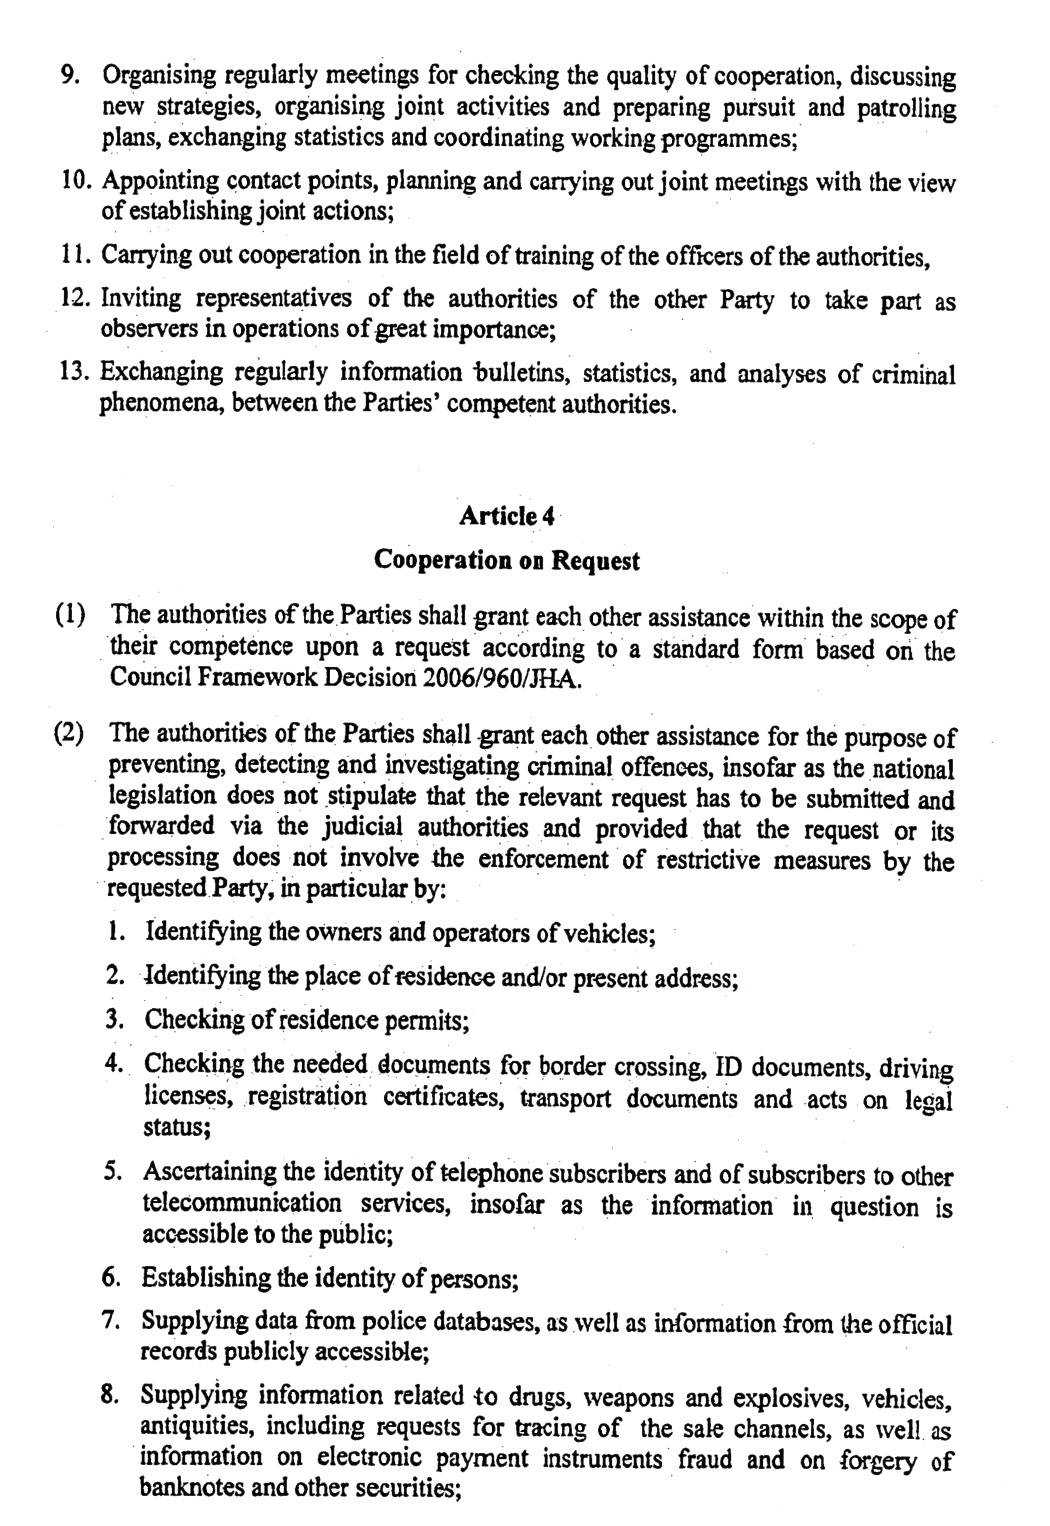 9. Organising regularly meetings for checking the quality of cooperation, discussing
new strategies, organising joint activities and preparing pursuit and patrolling
plans, exchanging statistics and coordinating working programmes;
10. Appointing contact points, planning and carrying out joint meetings with the view
of establishing joint actions;
11. Carrying out cooperation in the field of training of the officers of the authorities,
12. Inviting representatives of the authorities of the other Party to take part as
observers in operations of great importance;
13. Exchanging regularly information bulletins, statistics, and analyses of criminal
phenomena, between the Parties' competent authorities.
Article 4
Cooperation on Request
(1) The authorities of the Parties shall grant each other assistance within the scope of
their competence upon a request according to a standard form based on the
Council Framework Decision 2006/960/JHA.
(2) The authorities of the Parties shall grant each other assistance for the purpose of
preventing, detecting and investigating criminal offences, insofar as the national
legislation does not stipulate that the relevant request has to be submitted and
forwarded via the judicial authorities and provided that the request or its
processing does not involve the enforcement of restrictive measures by the
requested Party, in particular by:
1. Identifying the owners and operators of vehicles;
2. Identifying the place of residence and/or present address;
3. Checking of residence permits;
4. Checking the needed documents for border crossing, ID documents, driving
licenses, registration certificates, transport documents and acts on legal
status;
5. Ascertaining the identity of telephone subscribers and of subscribers to other
telecommunication services, insofar as the information in question is
accessible to the public;
6. Establishing the identity of persons;
7. Supplying data from police databases, as well as information from the official
records publicly accessible;
8. Supplying information related to drugs, weapons and explosives, vehicles,
antiquities, including requests for tracing of the sale channels, as well as
information on electronic payment instruments fraud and on forgery of
banknotes and other securities;